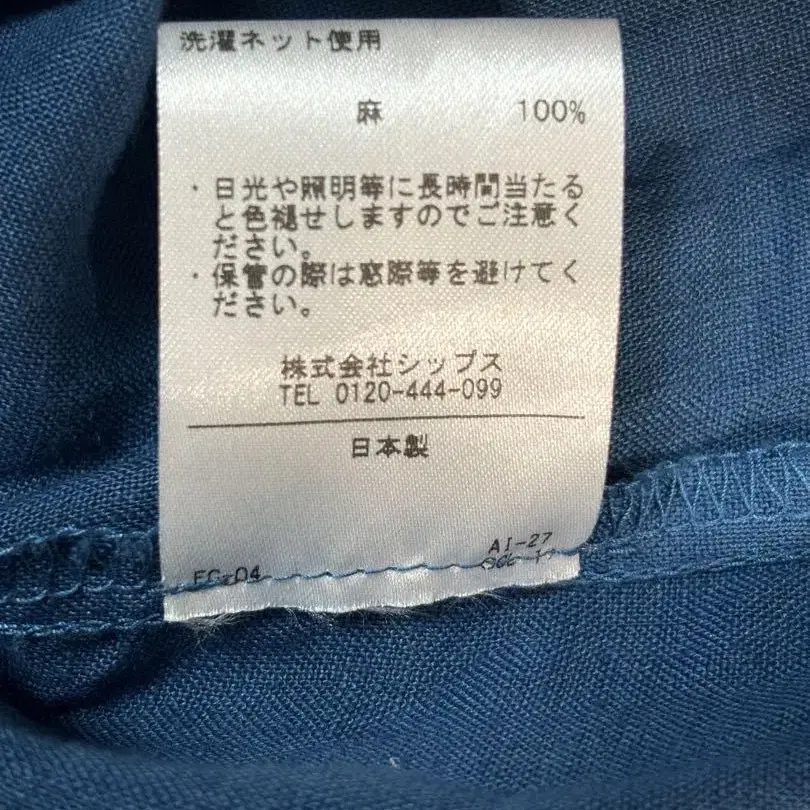 洗濯ネット使用
麻 100%
・日光や照明等に長時間当たる
と色褪せしますのでご注意く
ださい。
・保管の際は窓際等を避けてく
ださい。
株式会社シップス
TEL 0120-444-099
日本製
AI-27